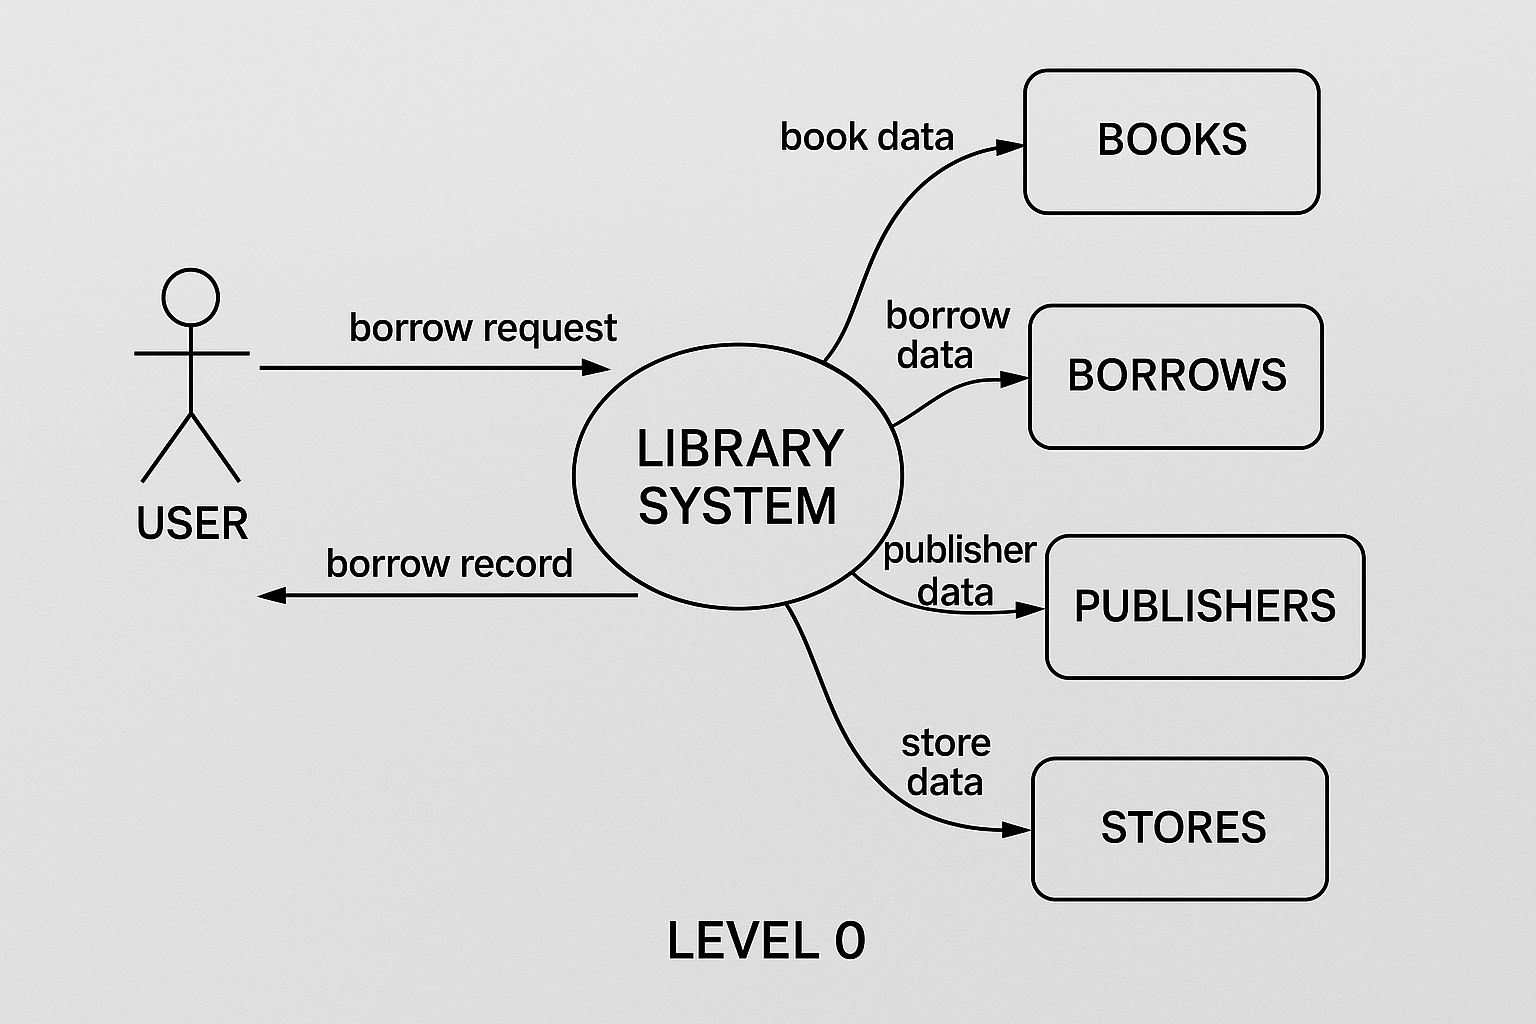 book data
BOOKS
borrow request
borrow
data
BORROWS
LIBRARY
SYSTEM
USER
borrow record
publisher
data
PUBLISHERS
store
data
STORES
LEVEL 0